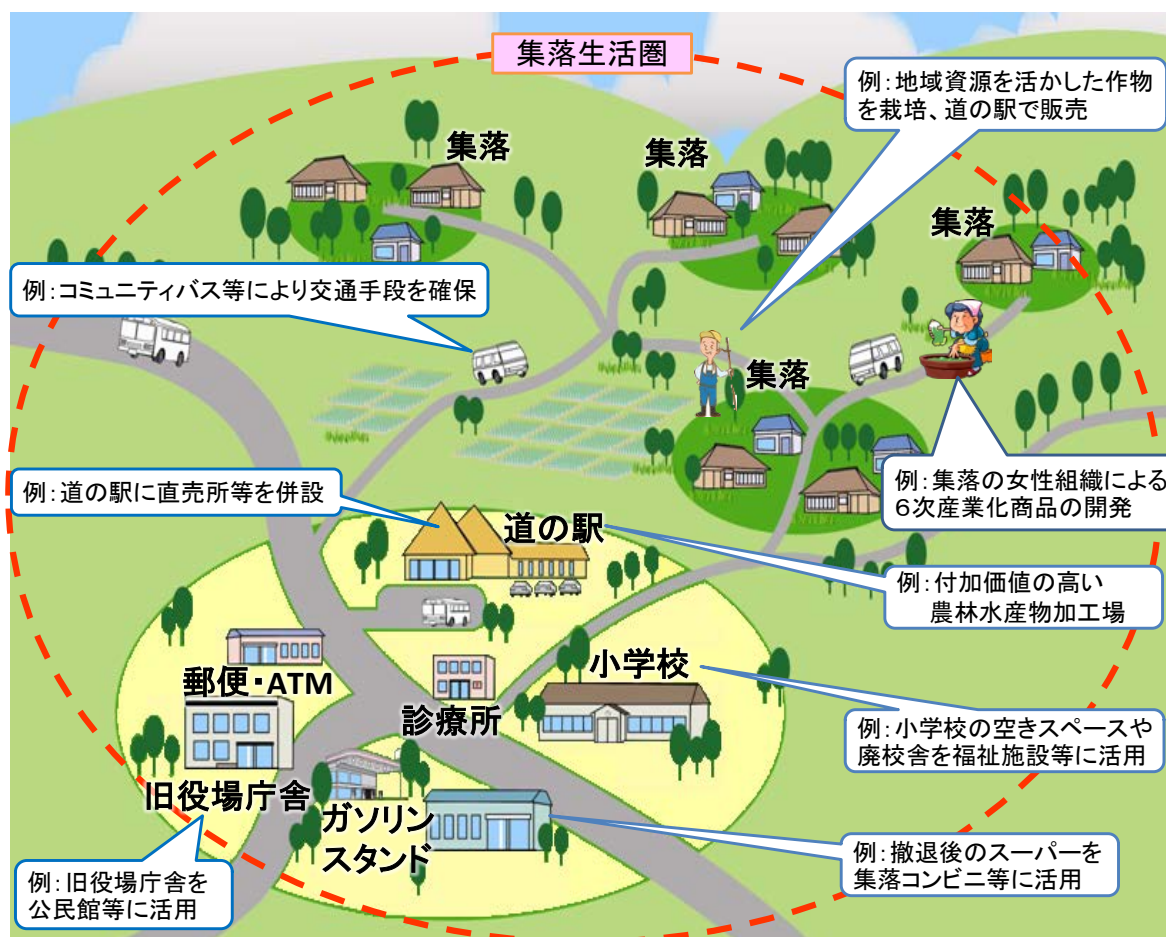 集落生活圏
例：地域資源を活かした作物
を栽培、道の駅で販売
集落
集落
集落
例：コミュニティバス等により交通手段を確保
集落
例：集落の女性組織による
６次産業化商品の開発
例：道の駅に直売所等を併設
道の駅
例：付加価値の高い
農林水産物加工場
小学校
郵便・ATM
診療所
例：小学校の空きスペースや
廃校舎を福祉施設等に活用
旧役場庁舎
ガソリン
スタンド
例：撤退後のスーパーを
集落コンビニ等に活用
例：旧役場庁舎を
公民館等に活用